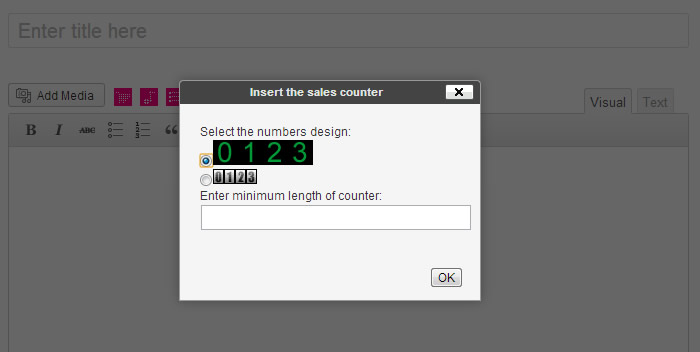 Enter title here
Add Media
Visual Text
B I ABC
Insert the sales counter
Select the numbers design:
0 1 2 3
0 1 2 3
Enter minimum length of counter:
OK